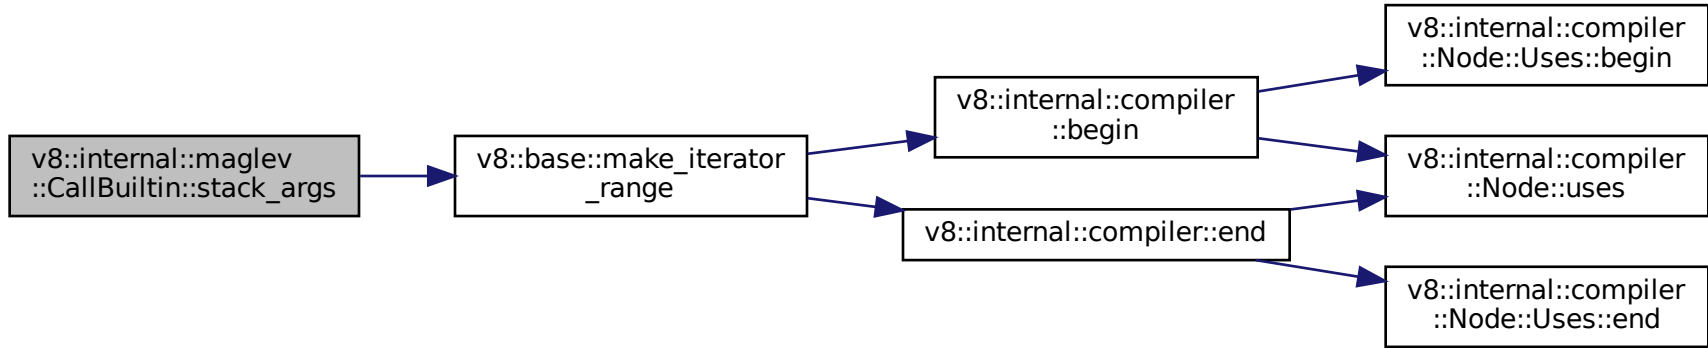 v8::internal::maglev
::CallBuiltin::stack_args
v8::base::make_iterator
_range
v8::internal::compiler
::begin
v8::internal::compiler::end
v8::internal::compiler
::Node::Uses::begin
v8::internal::compiler
::Node::uses
v8::internal::compiler
::Node::Uses::end